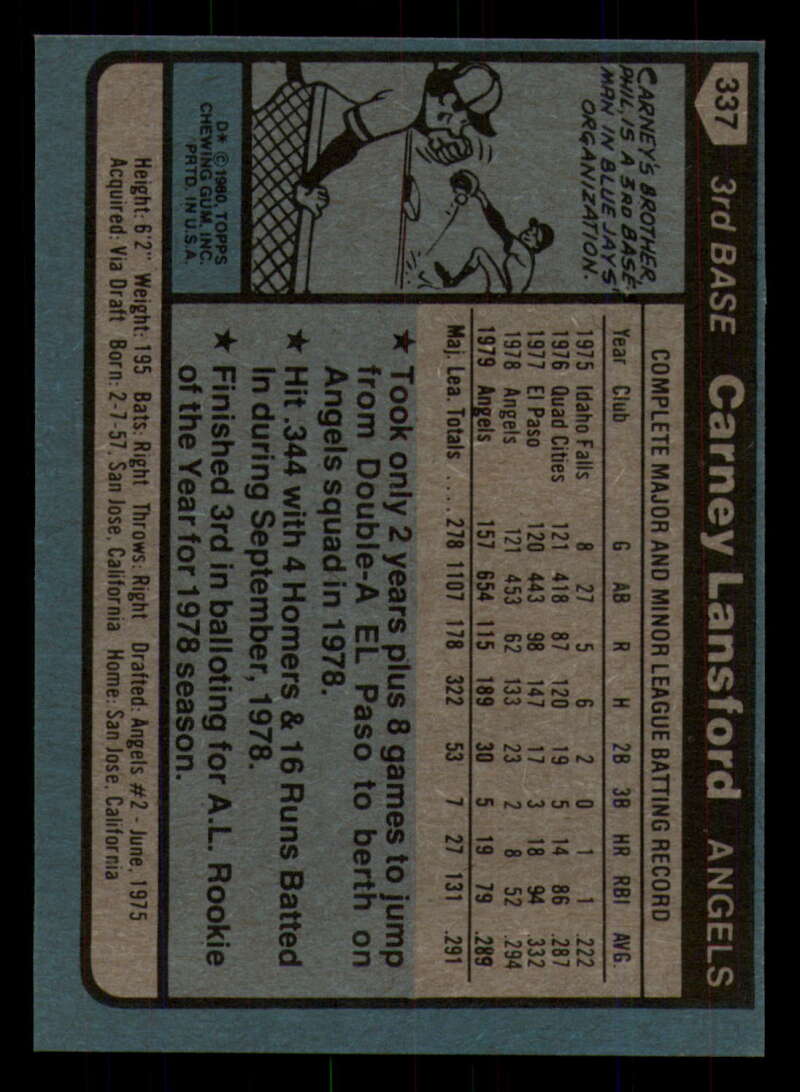 337 3rd BASE Carney Lansford ANGELS
CARNEY'S BROTHER,
PHIL, IS A 3RD BASE-
MAN IN BLUE JAYS'
ORGANIZATION.
D* © 1980, TOPPS
CHEWING GUM, INC.
PRTD. IN U.S.A.
COMPLETE MAJOR AND MINOR LEAGUE BATTING RECORD
Year Club G AB R H 2B 3B HR RBI AVG.
1975 Idaho Falls 8 27 5 6 2 0 1 1 .222
1976 Quad Cities 121 418 87 120 19 5 14 86 .287
1977 El Paso 120 443 98 147 17 3 18 94 .332
1978 Angels 121 453 62 133 23 2 8 52 .294
1979 Angels 157 654 115 189 30 5 19 79 .289
Maj. Lea. Totals .... 278 1107 178 322 53 7 27 131 .291
★ Took only 2 years plus 8 games to jump
from Double-A EL Paso to berth on
Angels squad in 1978.
★ Hit .344 with 4 Homers & 16 Runs Batted
In during September, 1978.
★ Finished 3rd in balloting for A.L. Rookie
of the Year for 1978 season.
Height: 6'2" Weight: 195 Bats: Right Throws: Right Drafted: Angels #2 - June, 1975
Acquired: Via Draft Born: 2-7-57, San Jose, California Home: San Jose, California